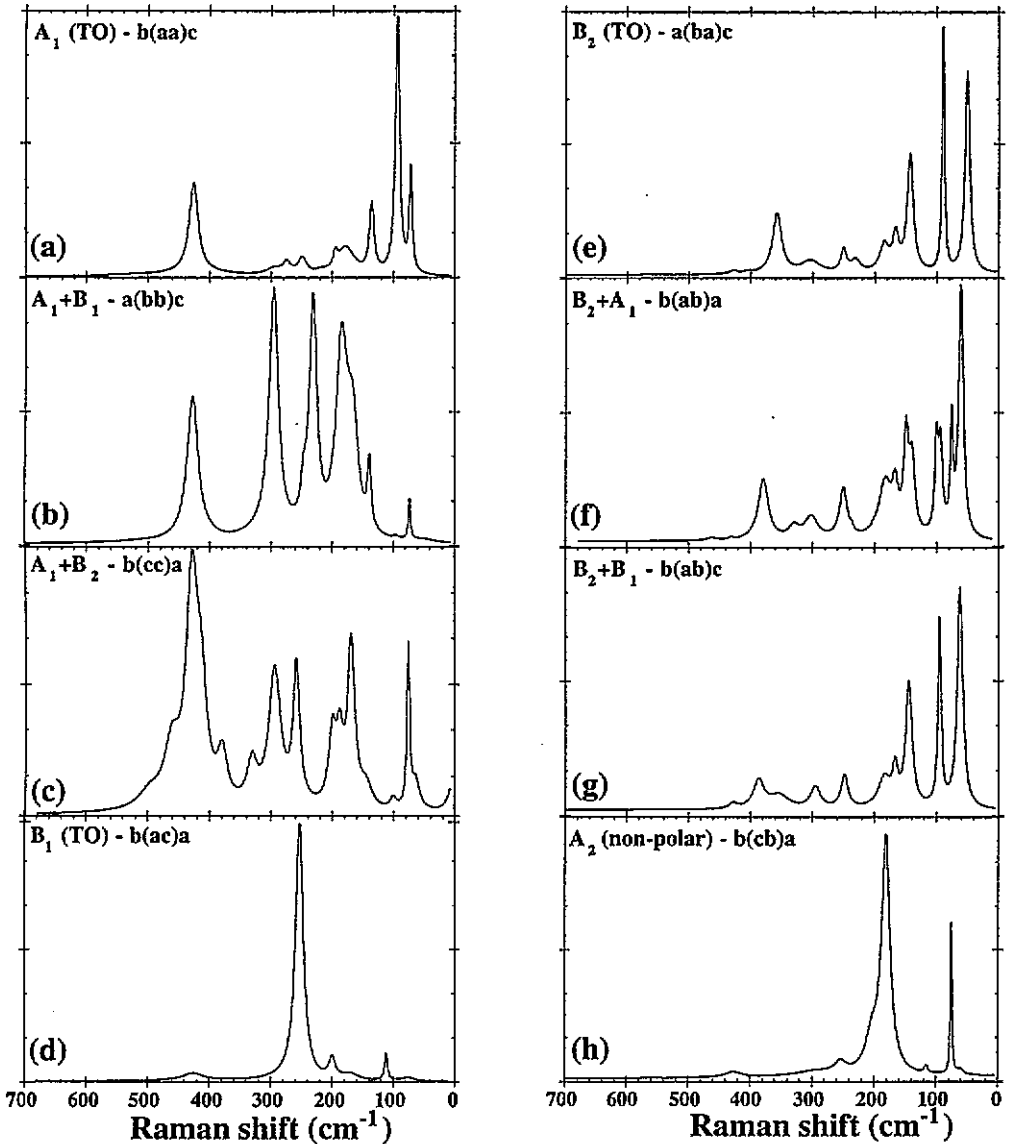 A₁ (TO) - b(aa)c
(a)
A₁+B₁ - a(bb)c
(b)
A₁+B₂ - b(cc)a
(c)
B₁ (TO) - b(ac)a
(d)
700 600 500 400 300 200 100 0
Raman shift (cm⁻¹)
B₂ (TO) - a(ba)c
(e)
B₂+A₁ - b(ab)a
(f)
B₂+B₁ - b(ab)c
(g)
A₂ (non-polar) - b(cb)a
(h)
700 600 500 400 300 200 100 0
Raman shift (cm⁻¹)